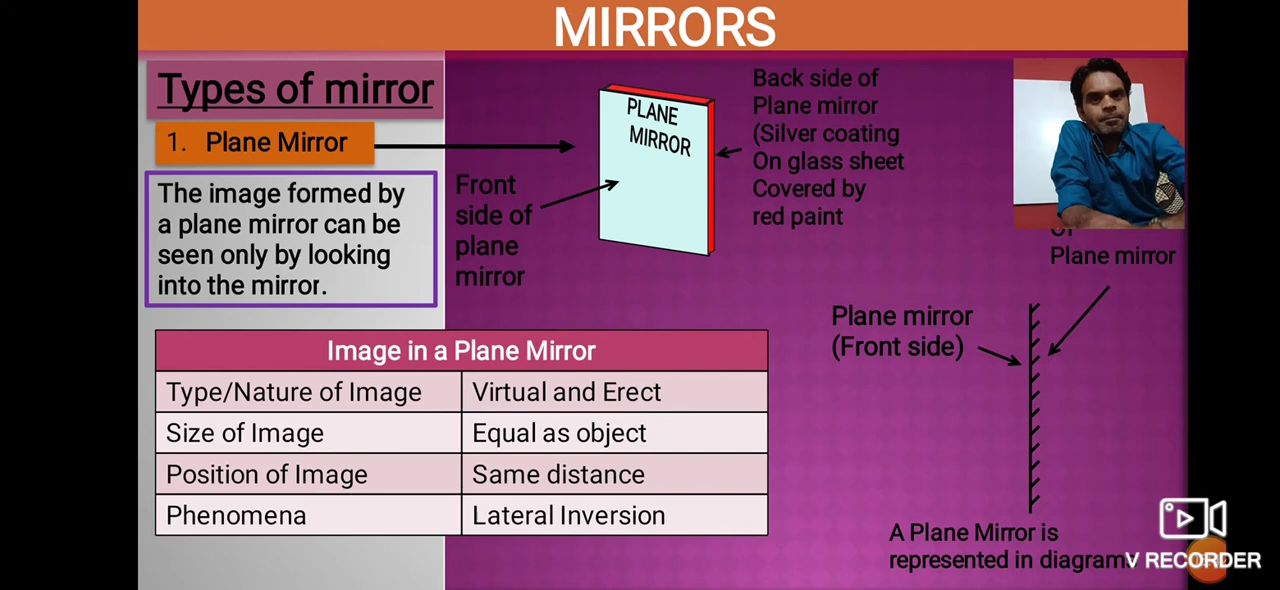 MIRRORS
Types of mirror
1. Plane Mirror
The image formed by
a plane mirror can be
seen only by looking
into the mirror.
Front
side of
plane
mirror
PLANE
MIRROR
Back side of
Plane mirror
(Silver coating
On glass sheet
Covered by
red paint
Of
Plane mirror
Plane mirror
(Front side)
Image in a Plane Mirror
Type/Nature of Image Virtual and Erect
Size of Image Equal as object
Position of Image Same distance
Phenomena Lateral Inversion
A Plane Mirror is
represented in diagram
V RECORDER